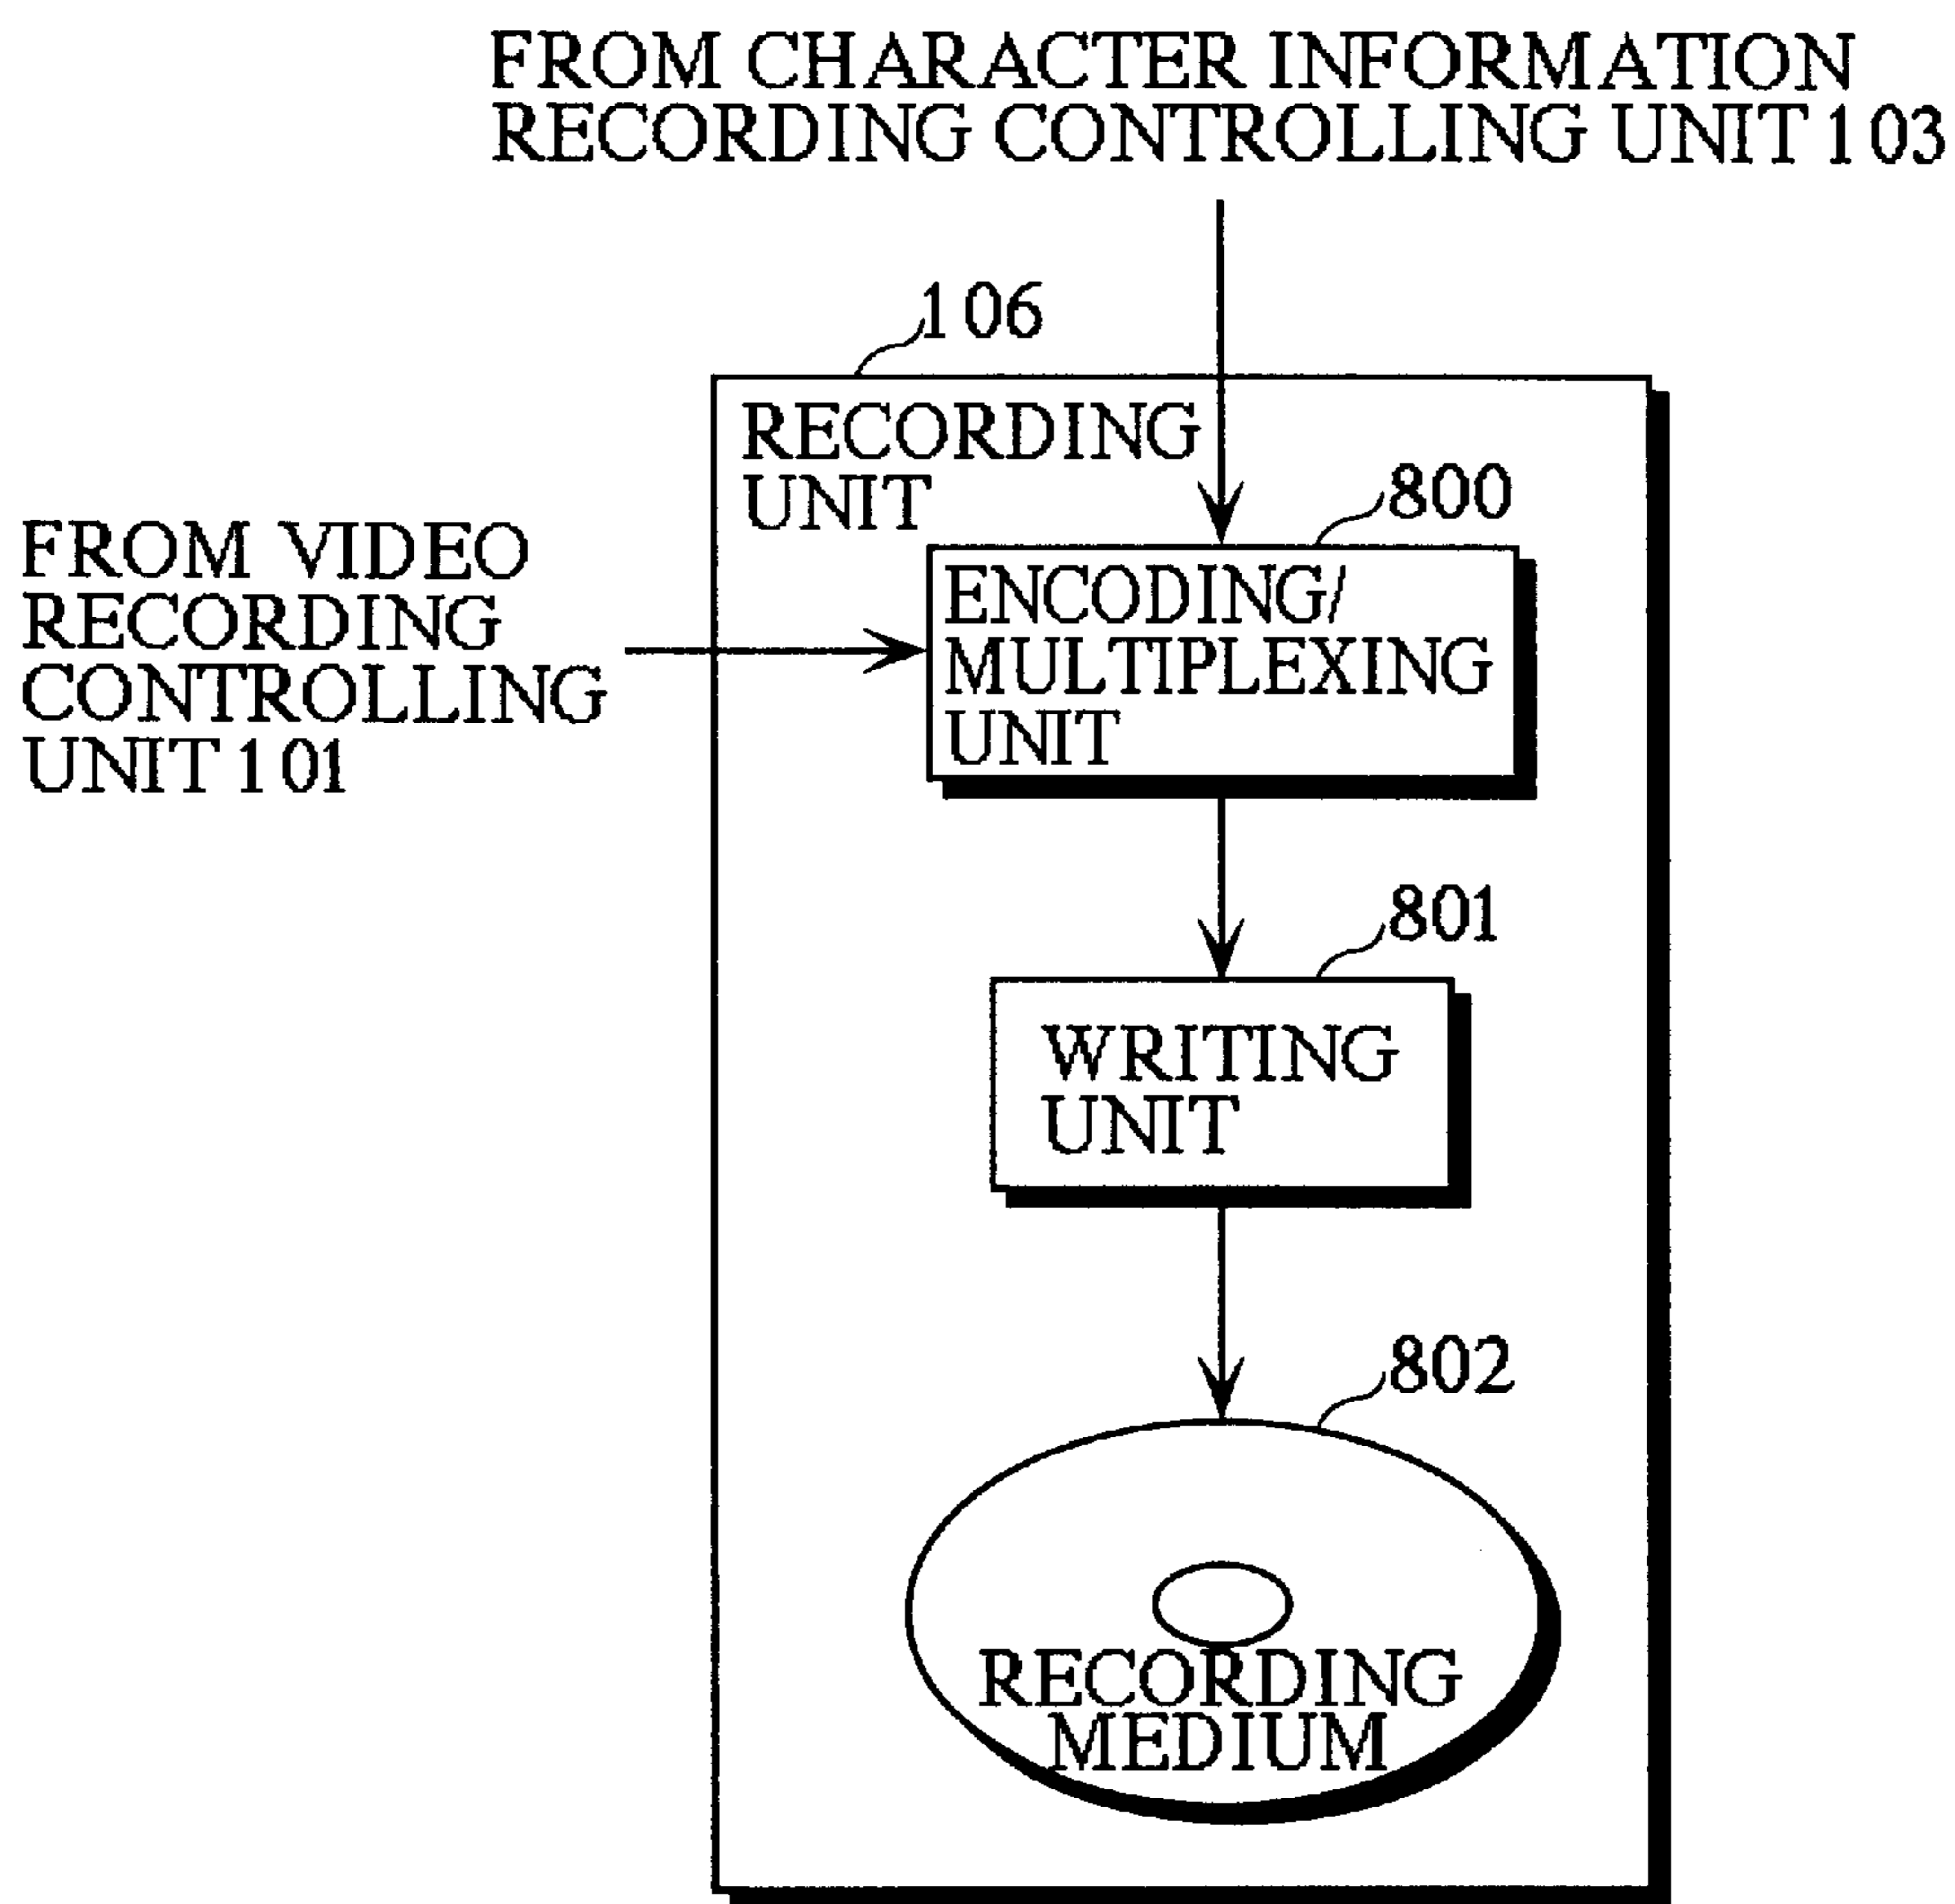 FROM CHARACTER INFORMATION
RECORDING CONTROLLING UNIT 103
106
RECORDING
UNIT
800
FROM VIDEO
RECORDING
CONTROLLING
UNIT 101
ENCODING/
MULTIPLEXING
UNIT
801
WRITING
UNIT
802
RECORDING
MEDIUM